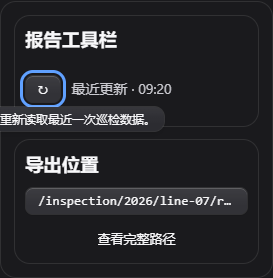 报告工具栏
↻ 最近更新 · 09:20
重新读取最近一次巡检数据。
导出位置
/inspection/2026/line-07/r…
查看完整路径